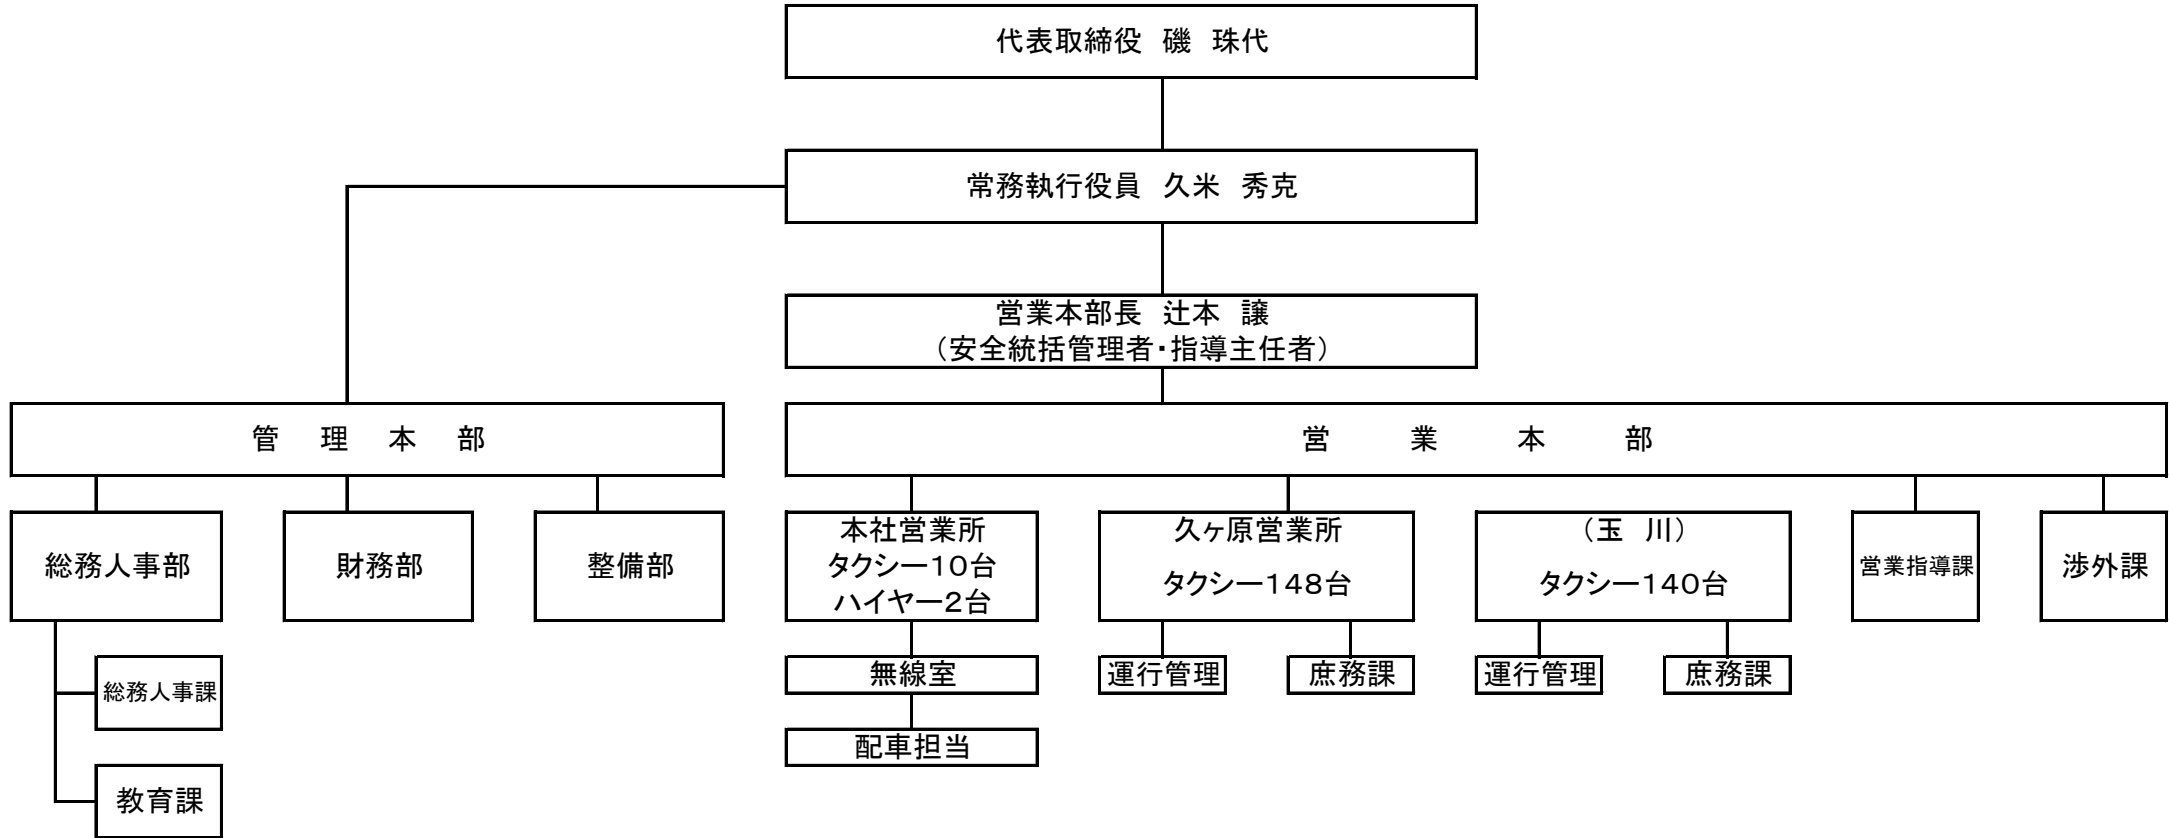 代表取締役　磯　珠代
常務執行役員　久米　秀克
営業本部長　辻本　譲
（安全統括管理者・指導主任者）
管　理　本　部
営　業　本　部
総務人事部
財務部
整備部
本社営業所
タクシー10台
ハイヤー2台
久ヶ原営業所
タクシー148台
（玉　川）
タクシー140台
営業指導課
渉外課
総務人事課
教育課
無線室
配車担当
運行管理
庶務課
運行管理
庶務課